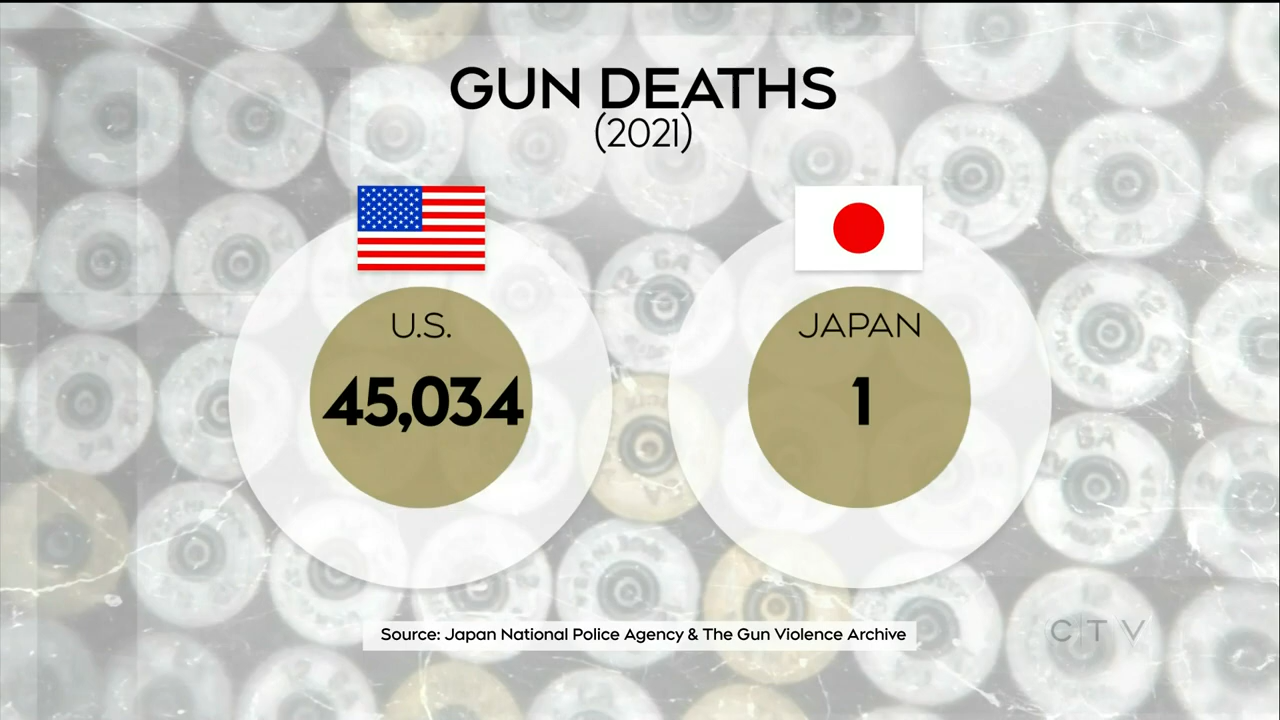 GUN DEATHS
(2021)
U.S.
45,034
JAPAN
1
Source: Japan National Police Agency & The Gun Violence Archive
CTV